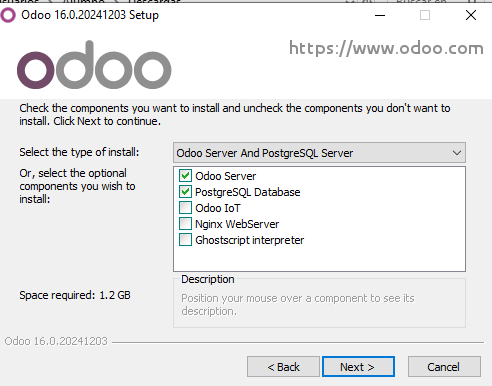 Odoo 16.0.20241203 Setup
odoo
https://www.odoo.com
Check the components you want to install and uncheck the components you don't want to
install. Click Next to continue.
Select the type of install:
Odoo Server And PostgreSQL Server
Or, select the optional
components you wish to
install:
Odoo Server
PostgreSQL Database
Odoo IoT
Nginx WebServer
Ghostscript interpreter
Space required: 1.2 GB
Description
Position your mouse over a component to see its
description.
Odoo 16.0.20241203
< Back
Next >
Cancel